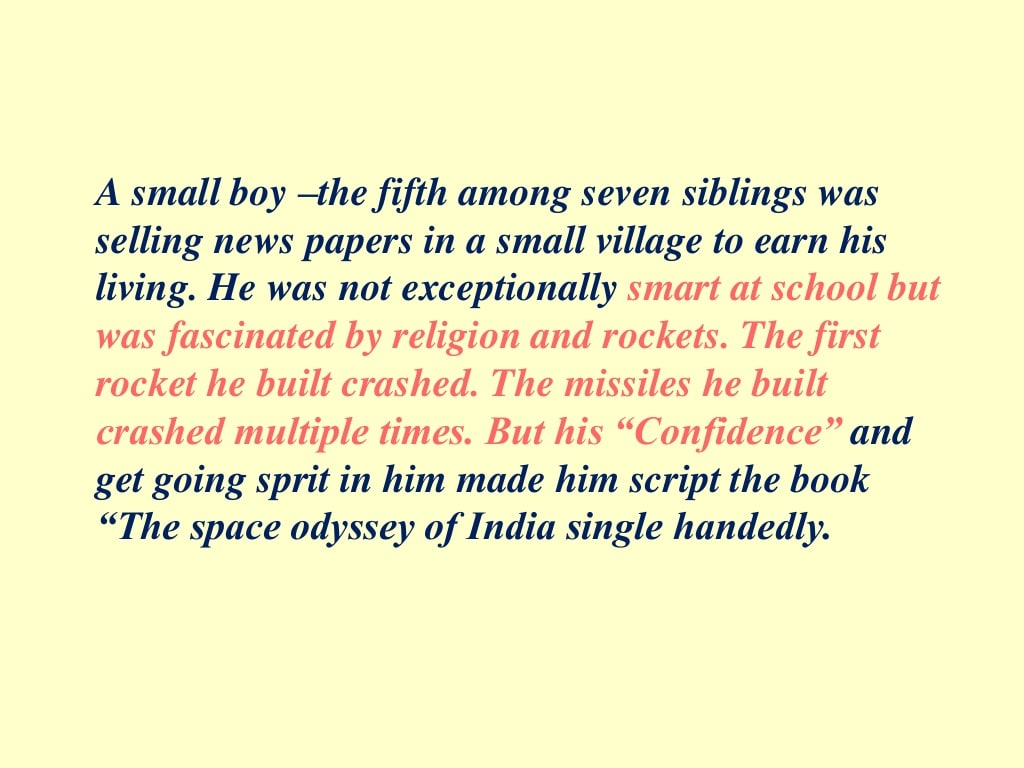 A small boy –the fifth among seven siblings was
selling news papers in a small village to earn his
living. He was not exceptionally smart at school but
was fascinated by religion and rockets. The first
rocket he built crashed. The missiles he built
crashed multiple times. But his “Confidence” and
get going sprit in him made him script the book
“The space odyssey of India single handedly.